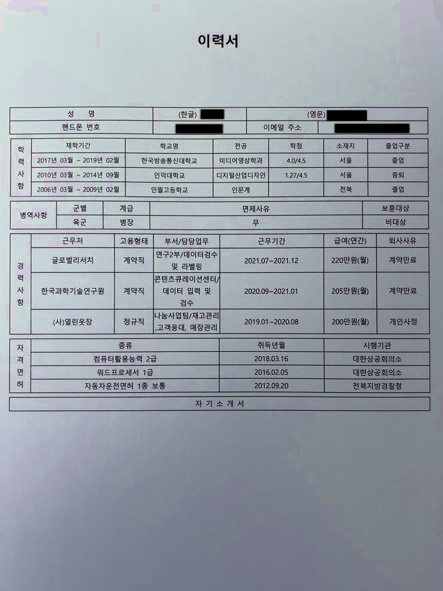 이력서
성 명 (한글) (영문)
핸드폰 번호 이메일 주소
학력사항 재학기간 학교명 전공 학점 소재지 졸업구분
2017년 03월 ~ 2019년 02월 한국방송통신대학교 미디어영상학과 4.0/4.5 서울 졸업
2010년 03월 ~ 2014년 09월 인덕대학교 디지털산업디자인 1.27/4.5 서울 중퇴
2006년 03월 ~ 2009년 02월 인월고등학교 인문계 전북 졸업
병역사항 군별 계급 면제사유 보훈대상
육군 병장 무 비대상
경력사항 근무처 고용형태 부서/담당업무 근무기간 급여(연간) 퇴사사유
글로벌리서치 계약직 연구2부/데이터검수 및 라벨링 2021.07~2021.12 220만원(월) 계약만료
한국과학기술연구원 계약직 콘텐츠큐레이션센터/데이터 입력 및 검수 2020.09~2021.01 205만원(월) 계약만료
(사)열린옷장 정규직 나눔사업팀/재고관리,고객응대, 매장관리 2019.01~2020.08 200만원(월) 개인사정
자격면허 종류 취득년월 시행기관
컴퓨터활용능력 2급 2018.03.16 대한상공회의소
워드프로세서 1급 2016.02.05 대한상공회의소
자동차운전면허 1종 보통 2012.09.20 전북지방경찰청
자 기 소 개 서